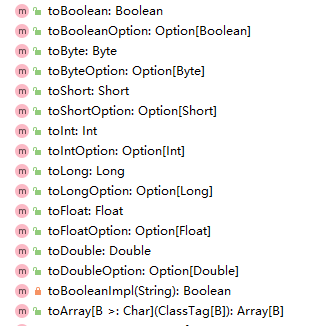 m toBoolean: Boolean
m toBooleanOption: Option[Boolean]
m toByte: Byte
m toByteOption: Option[Byte]
m toShort: Short
m toShortOption: Option[Short]
m toInt: Int
m toIntOption: Option[Int]
m toLong: Long
m toLongOption: Option[Long]
m toFloat: Float
m toFloatOption: Option[Float]
m toDouble: Double
m toDoubleOption: Option[Double]
m toBooleanImpl(String): Boolean
m toArray[B >: Char](ClassTag[B]): Array[B]